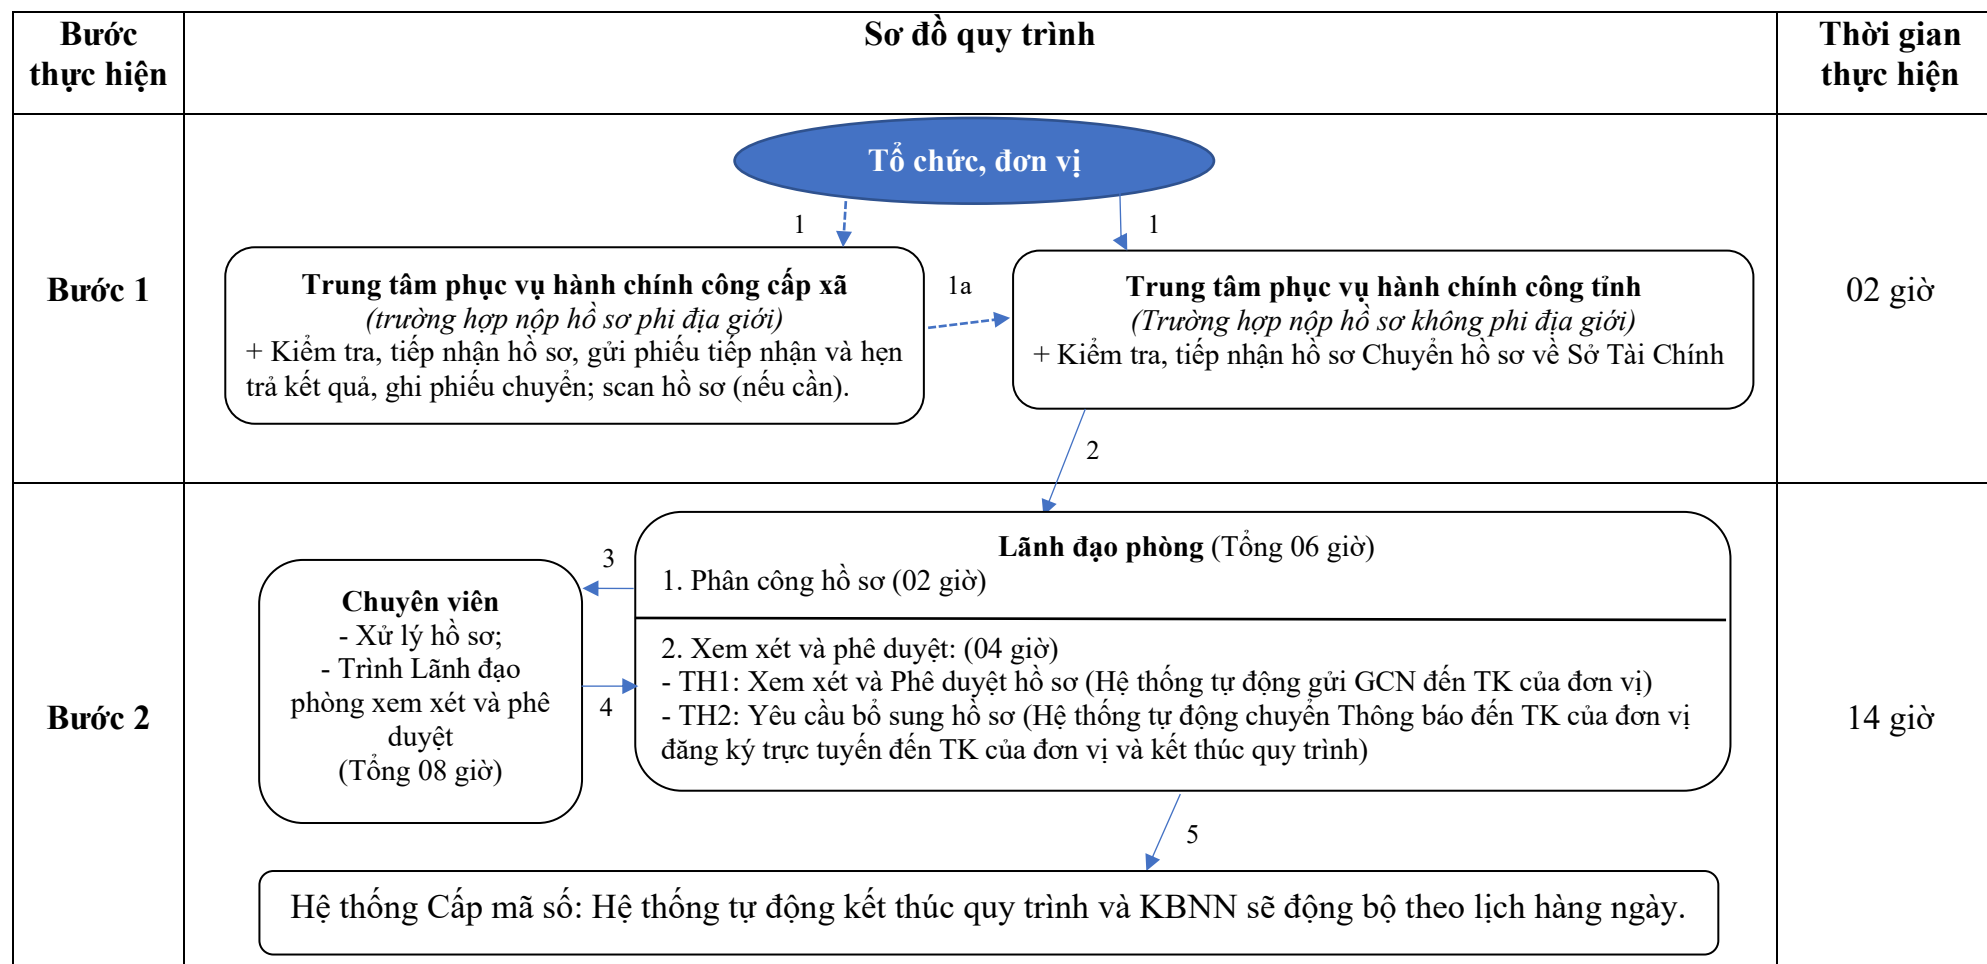 Bước
thực hiện
Sơ đồ quy trình
Thời gian
thực hiện
Bước 1
Tổ chức, đơn vị
1
1
Trung tâm phục vụ hành chính công cấp xã
(trường hợp nộp hồ sơ phi địa giới)
+ Kiểm tra, tiếp nhận hồ sơ, gửi phiếu tiếp nhận và hẹn
trả kết quả, ghi phiếu chuyển; scan hồ sơ (nếu cần).
1a
Trung tâm phục vụ hành chính công tỉnh
(Trường hợp nộp hồ sơ không phi địa giới)
+ Kiểm tra, tiếp nhận hồ sơ Chuyển hồ sơ về Sở Tài Chính
02 giờ
2
Bước 2
Lãnh đạo phòng (Tổng 06 giờ)
1. Phân công hồ sơ (02 giờ)
3
Chuyên viên
- Xử lý hồ sơ;
- Trình Lãnh đạo
phòng xem xét và phê
duyệt
(Tổng 08 giờ)
4
2. Xem xét và phê duyệt: (04 giờ)
- TH1: Xem xét và Phê duyệt hồ sơ (Hệ thống tự động gửi GCN đến TK của đơn vị)
- TH2: Yêu cầu bổ sung hồ sơ (Hệ thống tự động chuyển Thông báo đến TK của đơn vị
đăng ký trực tuyến đến TK của đơn vị và kết thúc quy trình)
14 giờ
5
Hệ thống Cấp mã số: Hệ thống tự động kết thúc quy trình và KBNN sẽ động bộ theo lịch hàng ngày.